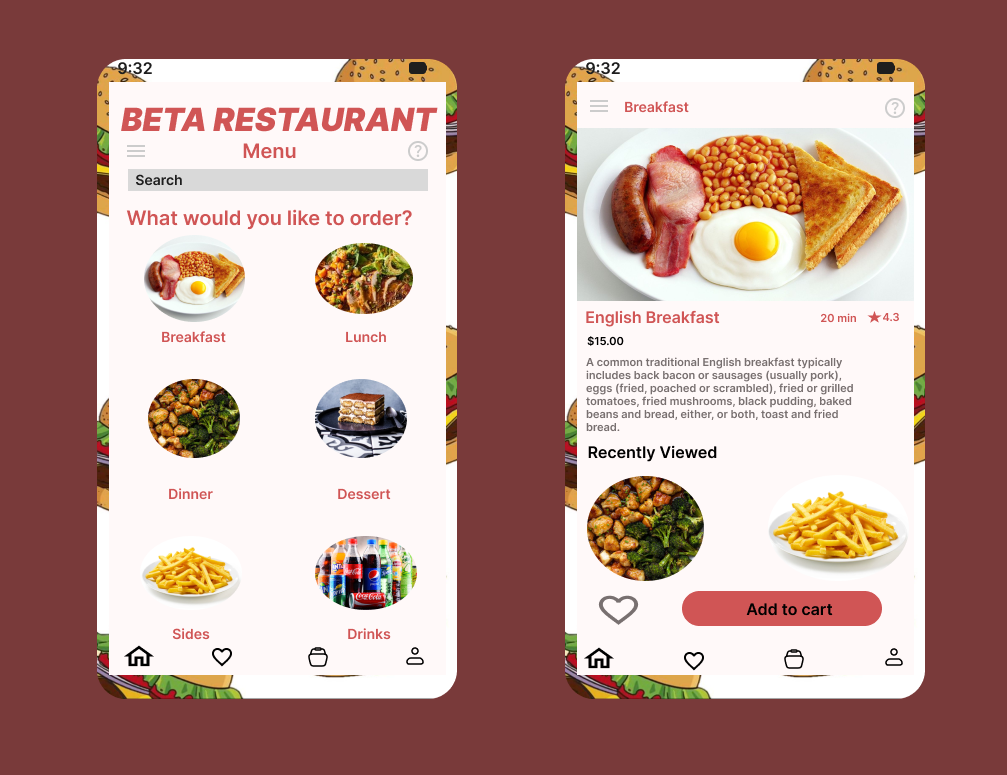 9:32
BETA RESTAURANT
Menu
?
Search
What would you like to order?
Breakfast
Lunch
Dinner
Dessert
Sides
Drinks
9:32
Breakfast
?
English Breakfast
20 min
4.3
$15.00
A common traditional English breakfast typically
includes back bacon or sausages (usually pork),
eggs (fried, poached or scrambled), fried or grilled
tomatoes, fried mushrooms, black pudding, baked
beans and bread, either, or both, toast and fried
bread.
Recently Viewed
Add to cart